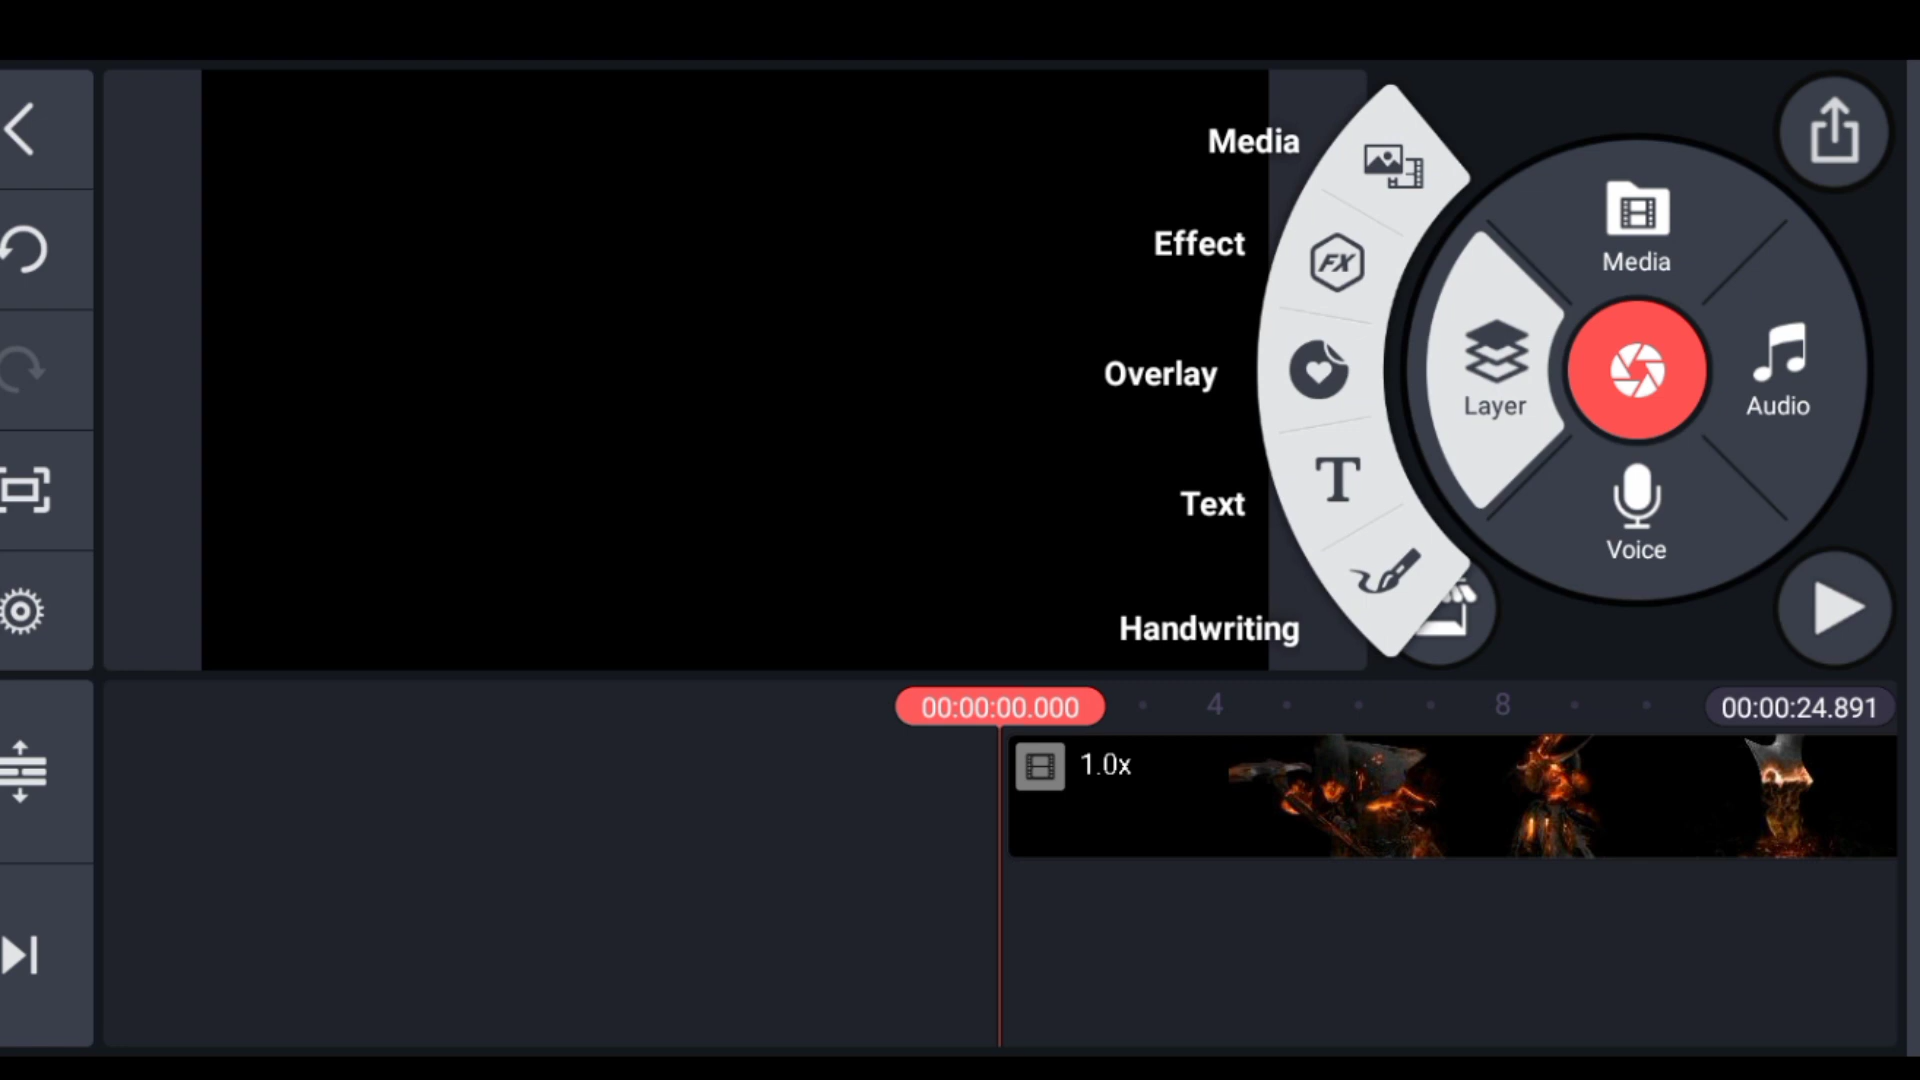 Media
Effect
Overlay
Text
Handwriting
FX
T
Media
Layer
Audio
Voice
00:00:00.000
4
8
00:00:24.891
1.0x